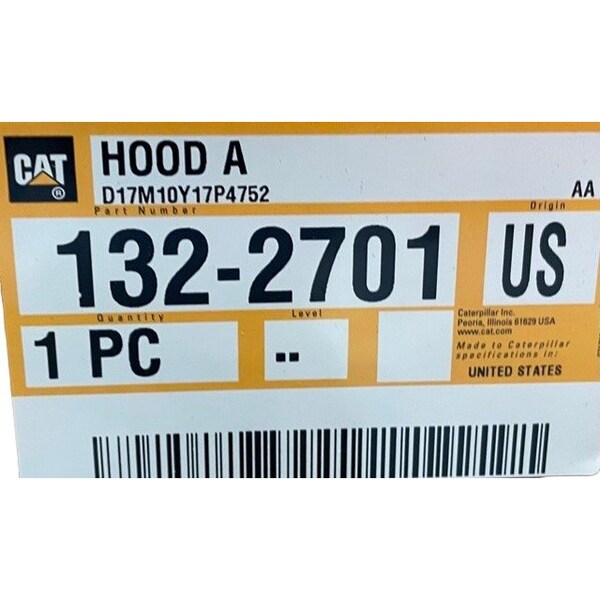 CAT®
HOOD A
D17M10Y17P4752 AA
Part Number Origin
132-2701 US
Quantity Level
1 PC --
Caterpillar Inc.
Peoria, Illinois 61629 USA
www.cat.com
Made to Caterpillar
specifications in:
UNITED STATES